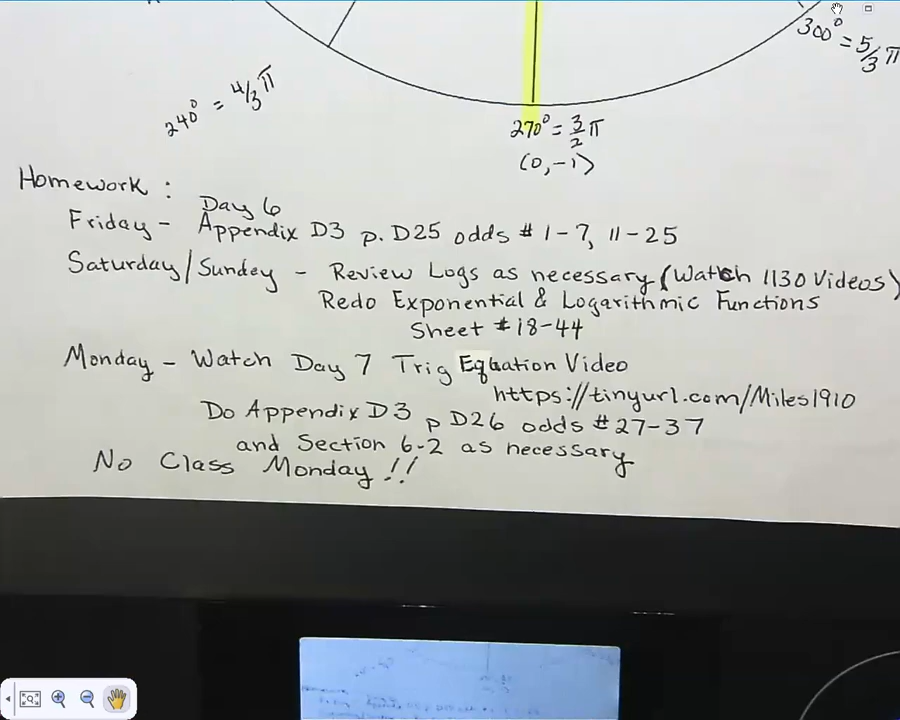 300° = 5/3 π
240° = 4/3 π
270° = 3/2 π
(0, -1)
Homework :
Day 6
Friday - Appendix D3 p. D25 odds # 1-7, 11-25
Saturday/Sunday - Review Logs as necessary (Watch 1130 Videos)
Redo Exponential & Logarithmic Functions
Sheet #18-44
Monday - Watch Day 7 Trig Equation Video
https://tinyurl.com/Miles1910
Do Appendix D3 p D26 odds #27-37
and Section 6-2 as necessary
No Class Monday !!